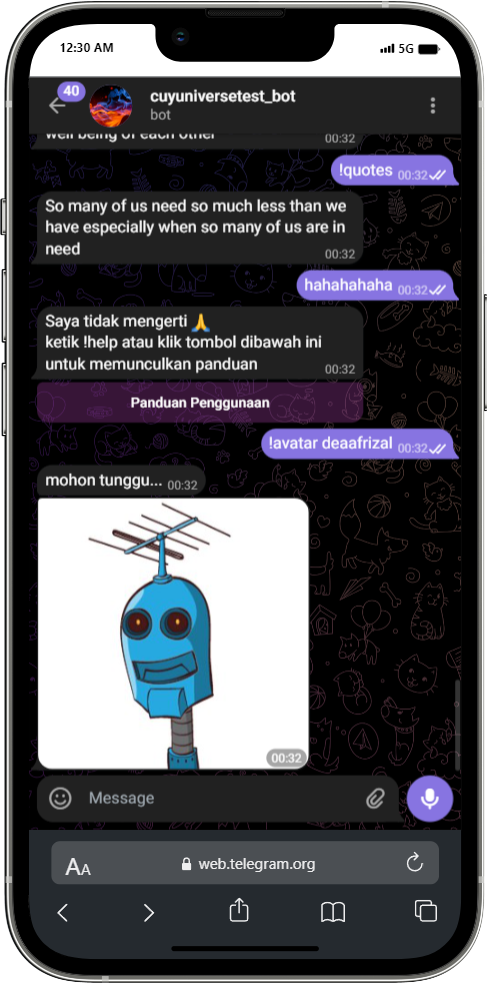 12:30 AM
5G
40
cuyuniversetest_bot
bot
well being of each other
00:32
!quotes 00:32
So many of us need so much less than we
have especially when so many of us are in
need
00:32
hahahahaha 00:32
Saya tidak mengerti 🙏
ketik !help atau klik tombol dibawah ini
untuk memunculkan panduan
00:32
Panduan Penggunaan
!avatar deaafrizal 00:32
mohon tunggu... 00:32
00:32
Message
AA
web.telegram.org